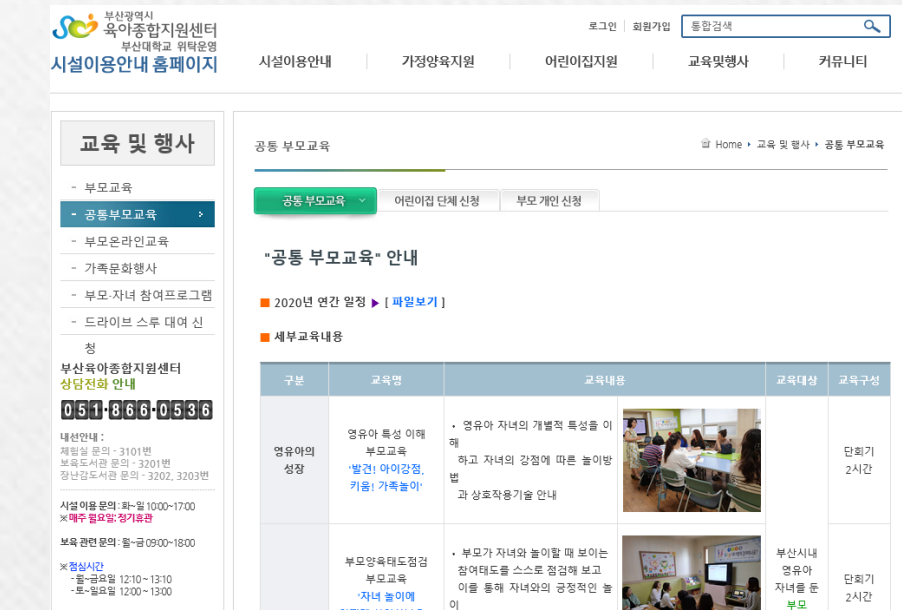 부산광역시
육아종합지원센터
부산대학교 위탁운영
시설이용안내 홈페이지
로그인 회원가입 통합검색
시설이용안내 가정양육지원 어린이집지원 교육및행사 커뮤니티
교육 및 행사
- 부모교육
- 공통부모교육
- 부모온라인교육
- 가족문화행사
- 부모·자녀 참여프로그램
- 드라이브 스루 대여 신
청
부산육아종합지원센터
상담전화 안내
051·866·0536
내선안내 :
체험실 문의 - 3101번
보육도서관 문의 - 3201번
장난감도서관 문의 - 3202, 3203번
시설이용 문의 : 화~일 10:00~17:00
※ 매주 월요일: 정기휴관
보육 관련 문의 : 월~금 09:00~18:00
※ 점심시간
- 월~금요일 12:10 ~ 13:10
- 토~일요일 12:00 ~ 13:00
공통 부모교육
Home 교육 및 행사 공통 부모교육
공통 부모교육 어린이집 단체 신청 부모 개인 신청
"공통 부모교육" 안내
■ 2020년 연간 일정 ▶ [ 파일보기 ]
■ 세부교육내용
구분 교육명 교육내용 교육대상 교육구성
영유아의
성장
영유아 특성 이해
부모교육
'발견! 아이강점,
키움! 가족놀이'
• 영유아 자녀의 개별적 특성을 이
해
하고 자녀의 강점에 따른 놀이방
법
과 상호작용기술 안내
단회기
2시간
부모양육태도점검
부모교육
'자녀 놀이에
• 부모가 자녀와 놀이할 때 보이는
참여태도를 스스로 점검해 보고
이를 통해 자녀와의 긍정적인 놀
이
부산시내
영유아
자녀를 둔
부모
단회기
2시간